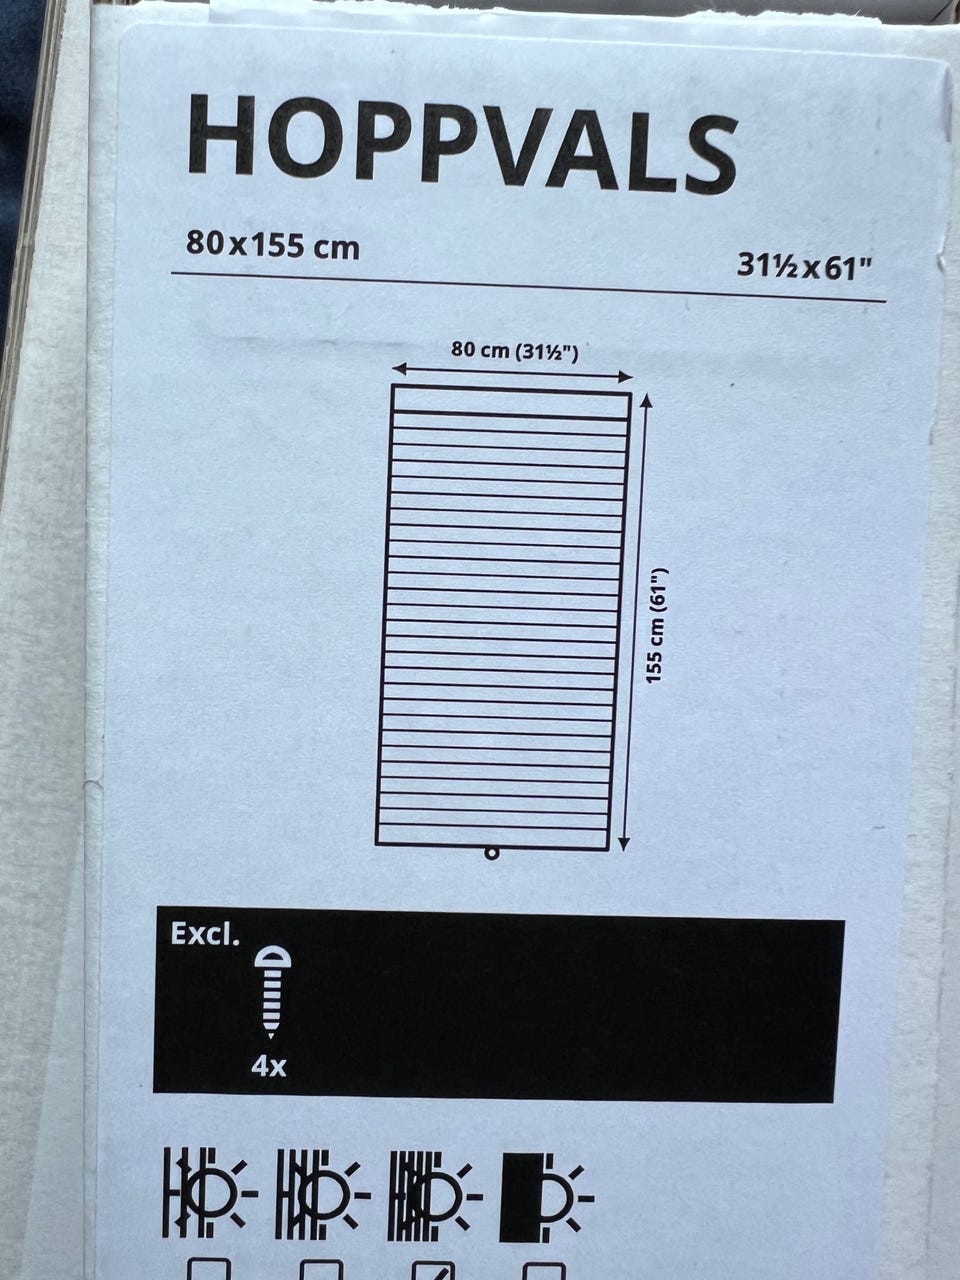 HOPPVALS
80x155 cm
31½x61"
80 cm (31½")
155 cm (61")
Excl.
4x